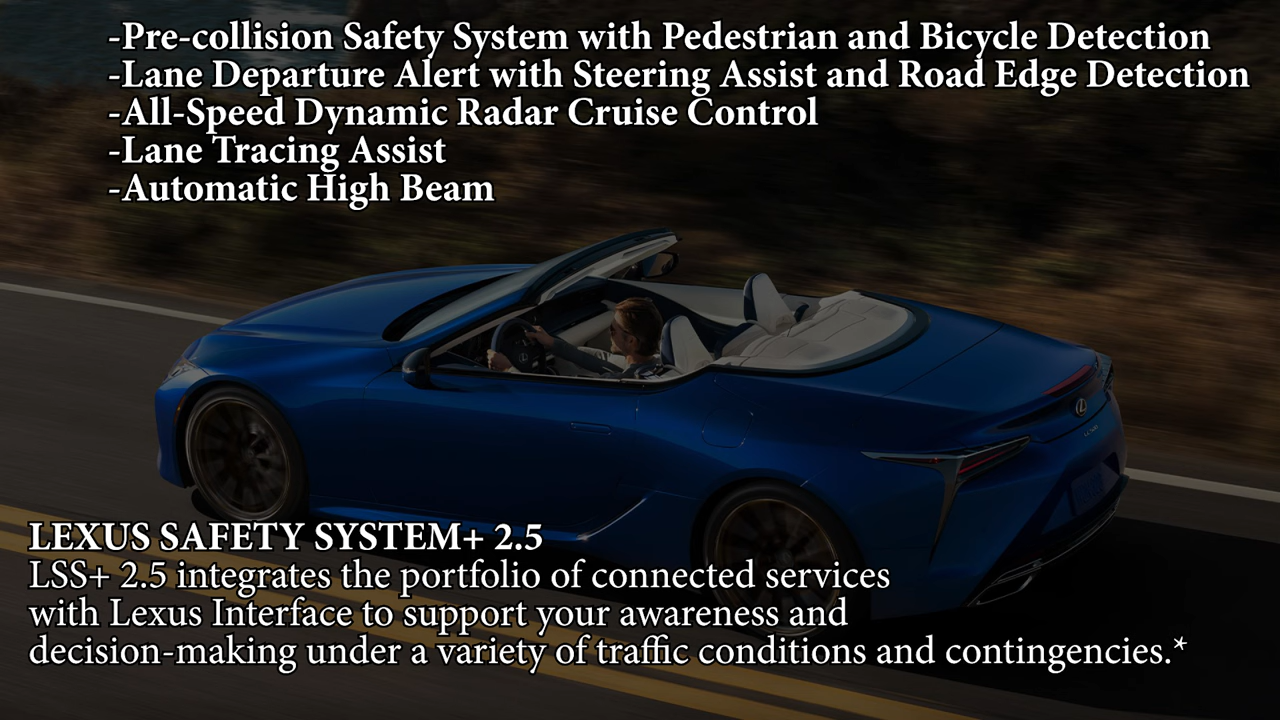 -Pre-collision Safety System with Pedestrian and Bicycle Detection
-Lane Departure Alert with Steering Assist and Road Edge Detection
-All-Speed Dynamic Radar Cruise Control
-Lane Tracing Assist
-Automatic High Beam
LEXUS SAFETY SYSTEM+ 2.5
LSS+ 2.5 integrates the portfolio of connected services
with Lexus Interface to support your awareness and
decision-making under a variety of traffic conditions and contingencies.*